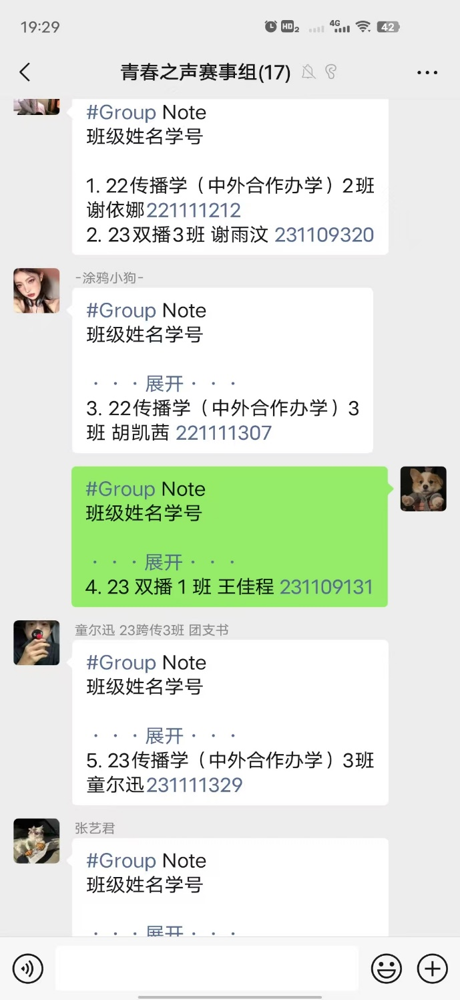 19:29
HD2
4G
42
青春之声赛事组(17)
#Group Note
班级姓名学号
1. 22传播学（中外合作办学）2班
谢依娜221111212
2. 23双播3班 谢雨汶 231109320
-涂鸦小狗-
#Group Note
班级姓名学号
· · · 展开 · · ·
3. 22传播学（中外合作办学）3
班 胡凯茜 221111307
#Group Note
班级姓名学号
· · · 展开 · · ·
4. 23 双播 1 班 王佳程 231109131
童尔迅 23跨传3班 团支书
#Group Note
班级姓名学号
· · · 展开 · · ·
5. 23传播学（中外合作办学）3班
童尔迅231111329
张艺君
#Group Note
班级姓名学号
· · · 展开 · · ·